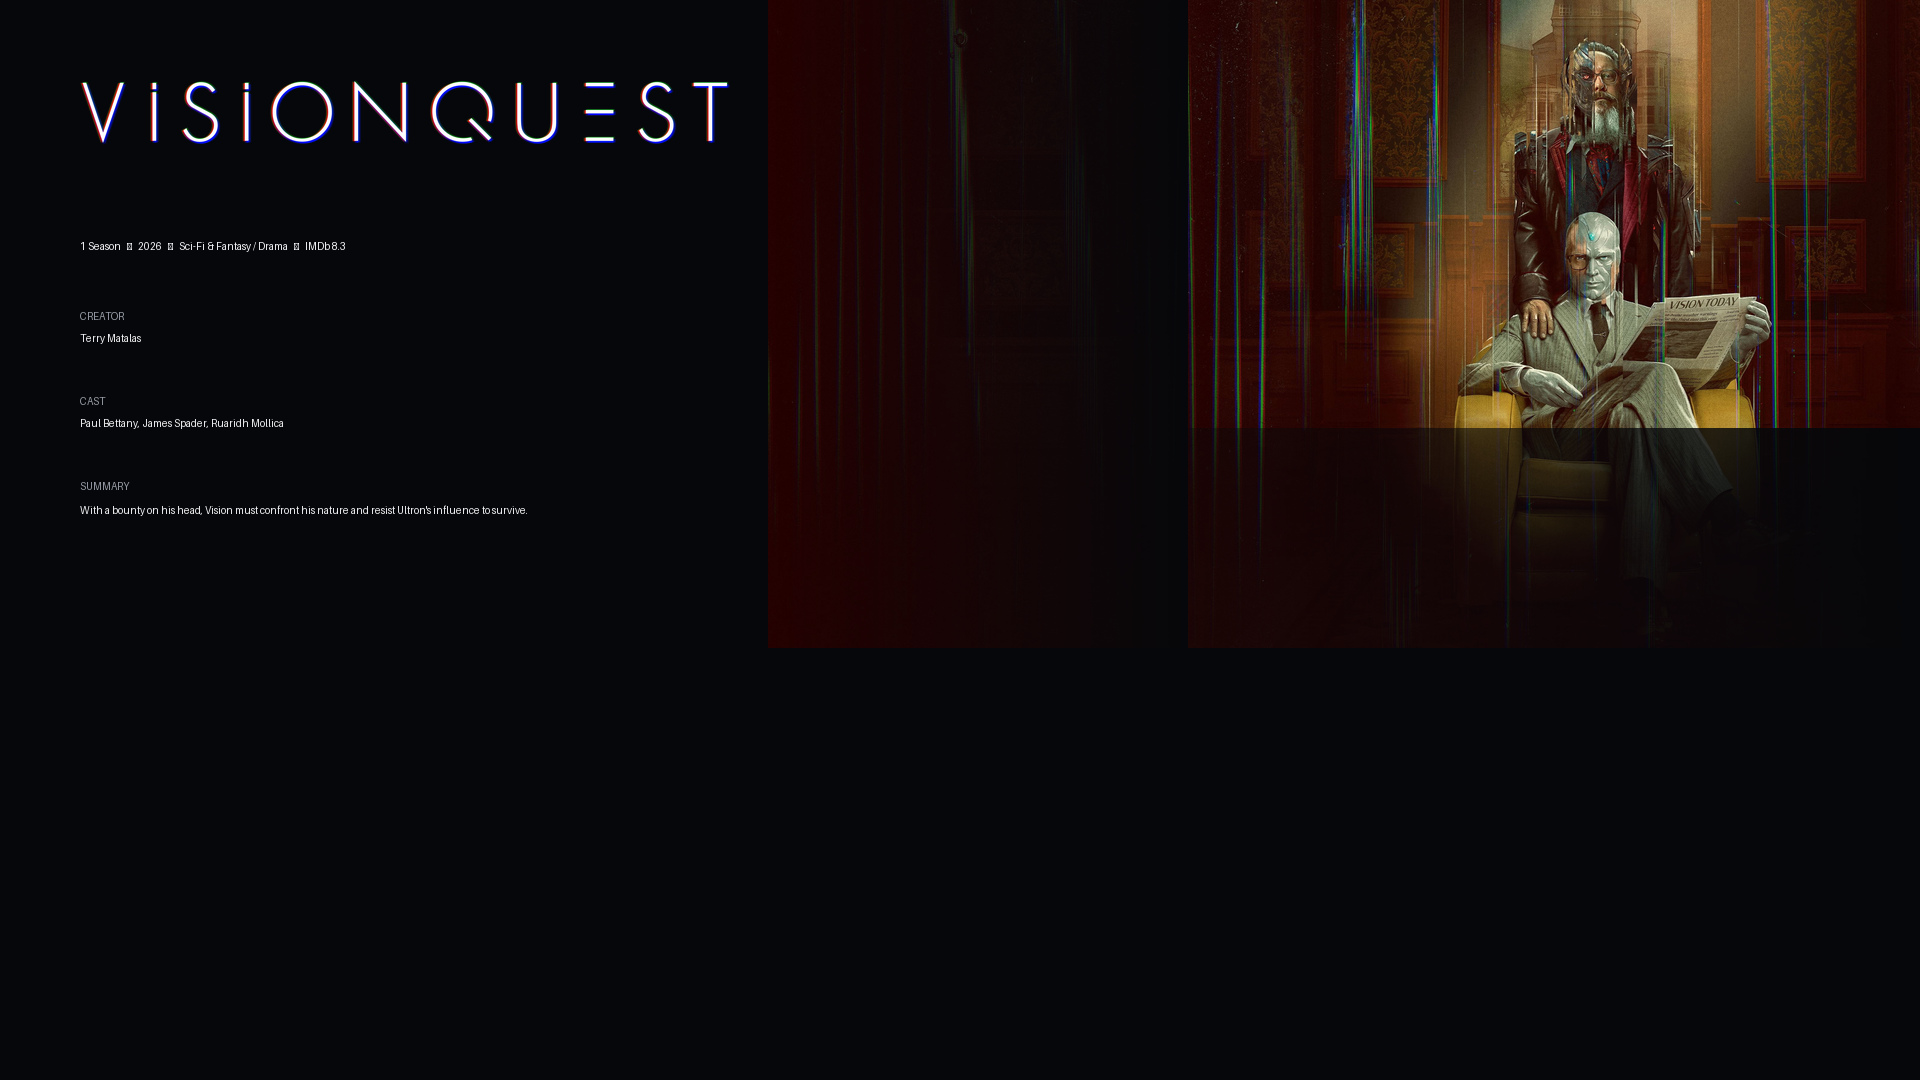 VISIONQUEST
1 Season 2026 Sci-Fi & Fantasy / Drama IMDb 8.3
CREATOR
Terry Matalas
CAST
Paul Bettany, James Spader, Ruaridh Mollica
SUMMARY
With a bounty on his head, Vision must confront his nature and resist Ultron's influence to survive.
VISION TODAY